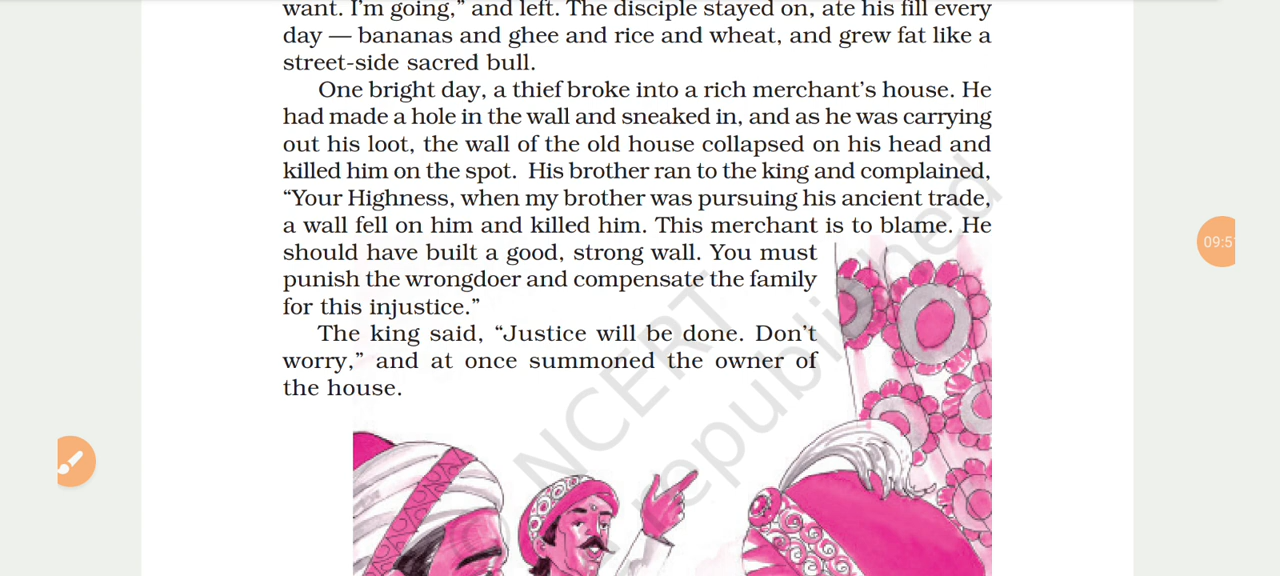 want. I'm going,” and left. The disciple stayed on, ate his fill every
day — bananas and ghee and rice and wheat, and grew fat like a
street-side sacred bull.
One bright day, a thief broke into a rich merchant’s house. He
had made a hole in the wall and sneaked in, and as he was carrying
out his loot, the wall of the old house collapsed on his head and
killed him on the spot. His brother ran to the king and complained,
“Your Highness, when my brother was pursuing his ancient trade,
a wall fell on him and killed him. This merchant is to blame. He
should have built a good, strong wall. You must
punish the wrongdoer and compensate the family
for this injustice.”
The king said, “Justice will be done. Don’t
worry,” and at once summoned the owner of
the house.
© NCERT
republished
09:5